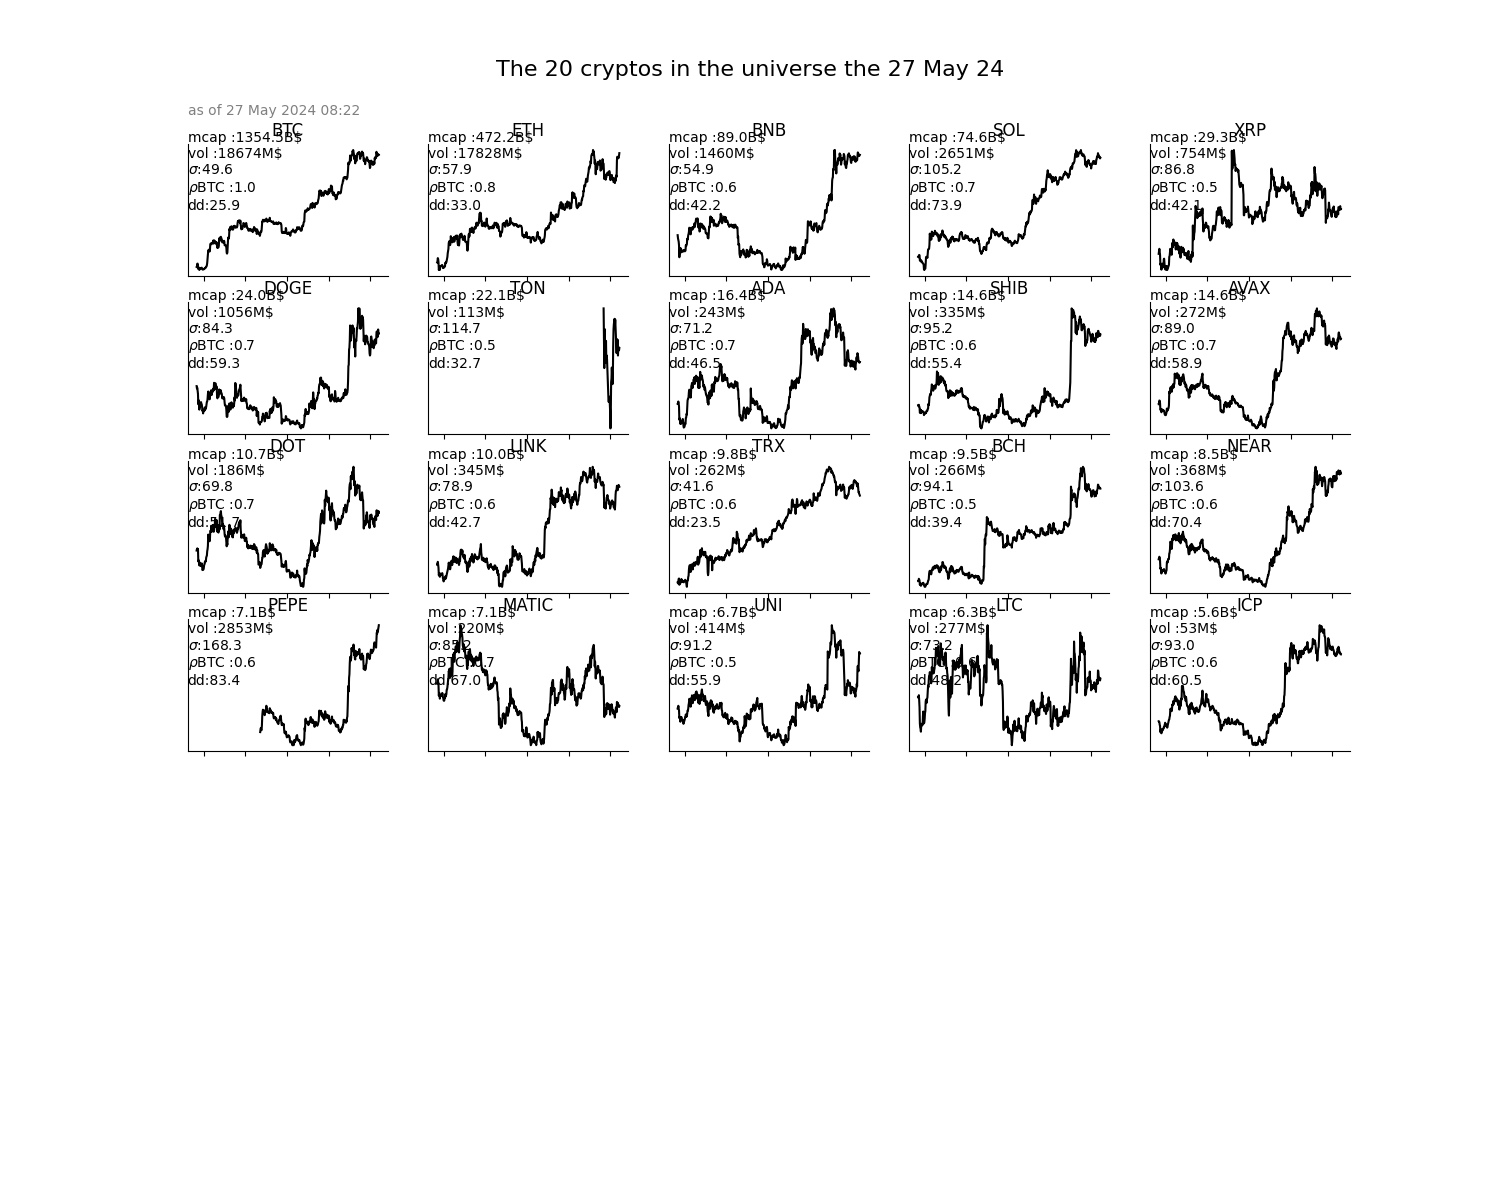 The 20 cryptos in the universe the 27 May 24
as of 27 May 2024 08:22
BTC
mcap :1354.5B$
vol :18674M$
σ:49.6
ρBTC :1.0
dd:25.9
ETH
mcap :472.2B$
vol :17828M$
σ:57.9
ρBTC :0.8
dd:33.0
BNB
mcap :89.0B$
vol :1460M$
σ:54.9
ρBTC :0.6
dd:42.2
SOL
mcap :74.6B$
vol :2651M$
σ:105.2
ρBTC :0.7
dd:73.9
XRP
mcap :29.3B$
vol :754M$
σ:86.8
ρBTC :0.5
dd:42.1
DOGE
mcap :24.0B$
vol :1056M$
σ:84.3
ρBTC :0.7
dd:59.3
TON
mcap :22.1B$
vol :113M$
σ:114.7
ρBTC :0.5
dd:32.7
ADA
mcap :16.4B$
vol :243M$
σ:71.2
ρBTC :0.7
dd:46.5
SHIB
mcap :14.6B$
vol :335M$
σ:95.2
ρBTC :0.6
dd:55.4
AVAX
mcap :14.6B$
vol :272M$
σ:89.0
ρBTC :0.7
dd:58.9
DOT
mcap :10.7B$
vol :186M$
σ:69.8
ρBTC :0.7
LINK
mcap :10.0B$
vol :345M$
σ:78.9
ρBTC :0.6
dd:42.7
TRX
mcap :9.8B$
vol :262M$
σ:41.6
ρBTC :0.6
dd:23.5
BCH
mcap :9.5B$
vol :266M$
σ:94.1
ρBTC :0.5
dd:39.4
NEAR
mcap :8.5B$
vol :368M$
σ:103.6
ρBTC :0.6
dd:70.4
PEPE
mcap :7.1B$
vol :2853M$
σ:168.3
ρBTC :0.6
dd:83.4
MATIC
mcap :7.1B$
vol :220M$
σ:85.2
ρBTC :0.7
dd:67.0
UNI
mcap :6.7B$
vol :414M$
σ:91.2
ρBTC :0.5
dd:55.9
LTC
mcap :6.3B$
vol :277M$
σ:73.2
ρBTC :0.6
dd:48.2
ICP
mcap :5.6B$
vol :53M$
σ:93.0
ρBTC :0.6
dd:60.5